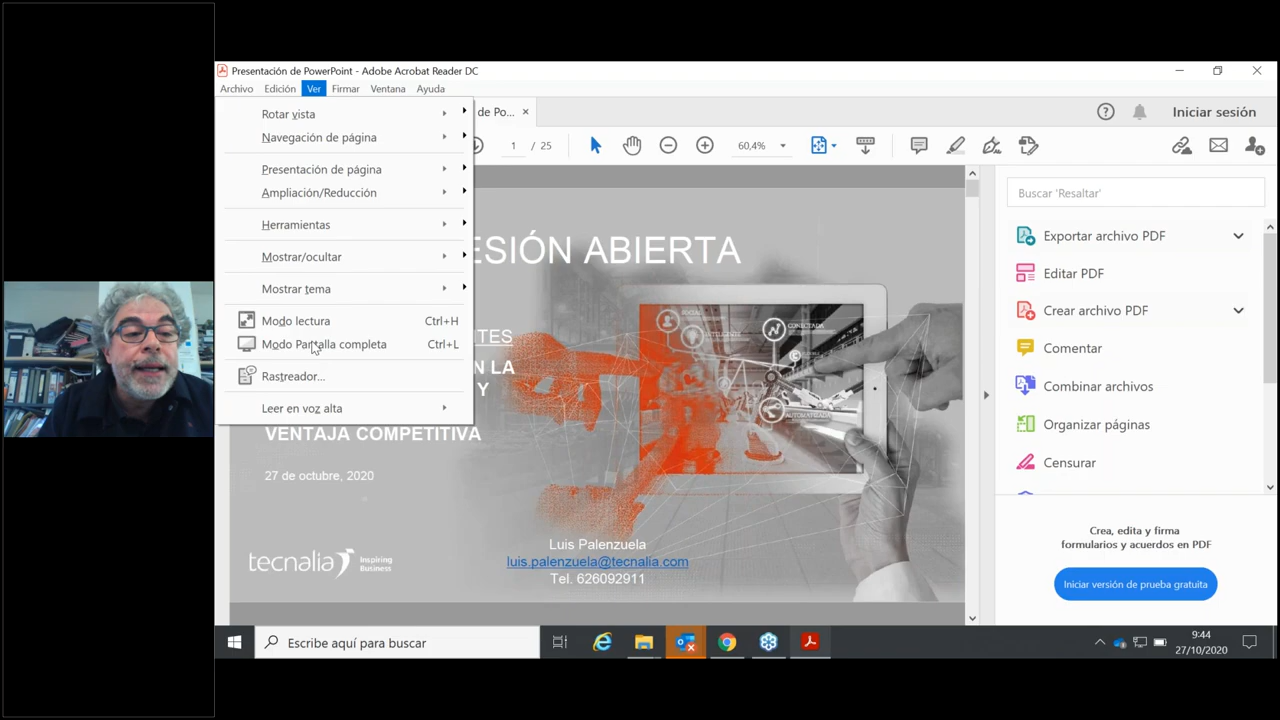 Presentación de PowerPoint - Adobe Acrobat Reader DC
Archivo Edición Ver Firmar Ventana Ayuda
Rotar vista
Navegación de página
Presentación de página
Ampliación/Reducción
Herramientas
Mostrar/ocultar
Mostrar tema
Modo lectura Ctrl+H
Modo Pantalla completa Ctrl+L
Rastreador...
Leer en voz alta
de Po... ×
Iniciar sesión
1 / 25
60,4%
ESIÓN ABIERTA
NTES
N LA
Y
VENTAJA COMPETITIVA
27 de octubre, 2020
SOCIAL
INTELIGENTE
CONECTADA
AUTOMATIZADA
tecnalia Inspiring
Business
Luis Palenzuela
luis.palenzuela@tecnalia.com
Tel. 626092911
Buscar 'Resaltar'
Exportar archivo PDF
Editar PDF
Crear archivo PDF
Comentar
Combinar archivos
Organizar páginas
Censurar
Crea, edita y firma
formularios y acuerdos en PDF
Iniciar versión de prueba gratuita
Escribe aquí para buscar
9:44
27/10/2020